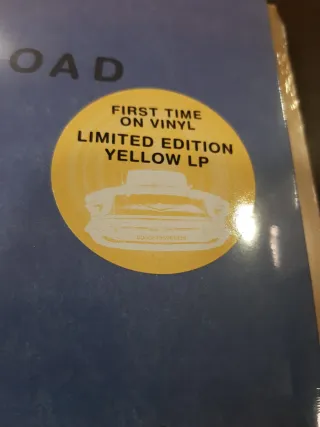 OAD
FIRST TIME
ON VINYL
LIMITED EDITION
YELLOW LP